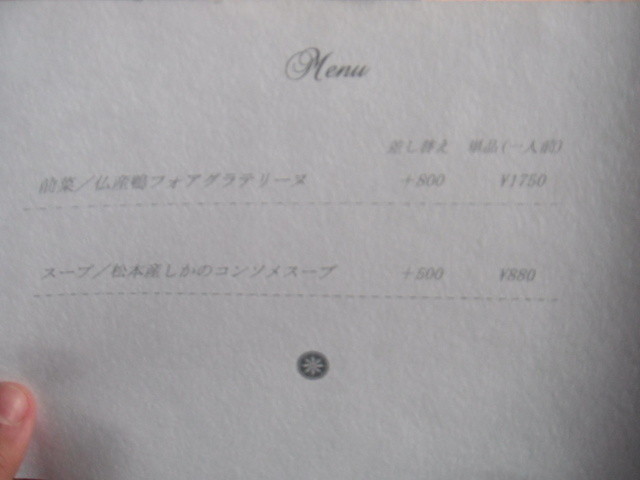 Menu
差し替え 単品(一人前)
前菜／仏産鴨フォアグラテリーヌ +800 ¥1750
スープ／松本産しかのコンソメスープ +500 ¥880